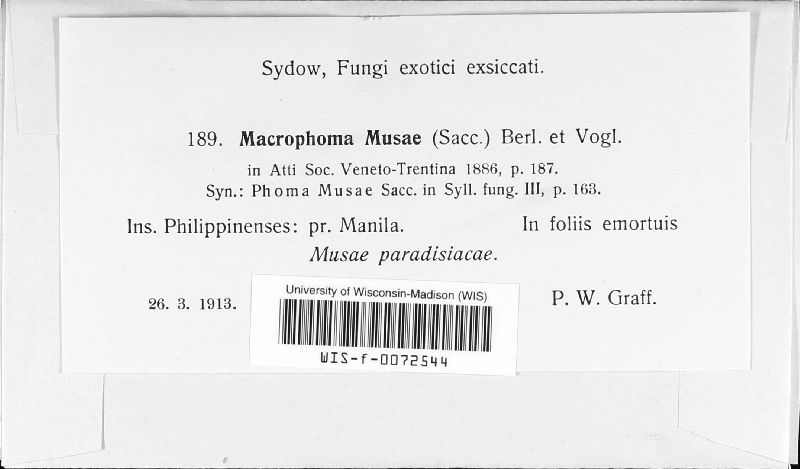 Sydow, Fungi exotici exsiccati.
189. Macrophoma Musae (Sacc.) Berl. et Vogl.
in Atti Soc. Veneto-Trentina 1886, p. 187.
Syn.: Phoma Musae Sacc. in Syll. fung. III, p. 163.
Ins. Philippinenses: pr. Manila. In foliis emortuis
Musae paradisiacae.
26. 3. 1913. P. W. Graff.
University of Wisconsin-Madison (WIS)
WIS-f-0072544